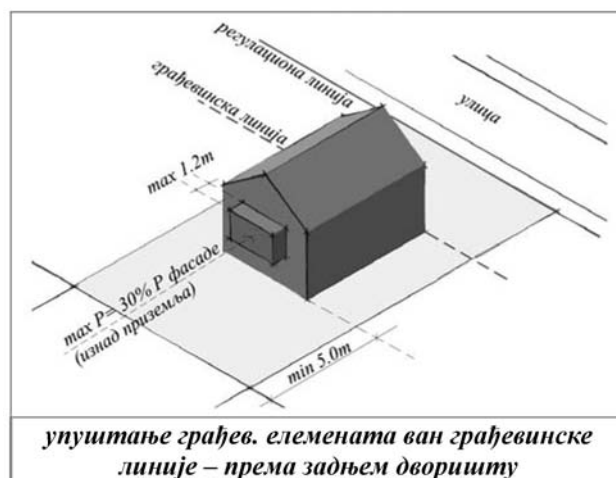 регулациона линија
грађевинска линија
улица
max 1.2m
max P= 30% P фасаде
(изнад приземља)
min 5.0m
упуштање грађев. елемената ван грађевинске
линије – према задњем дворишту